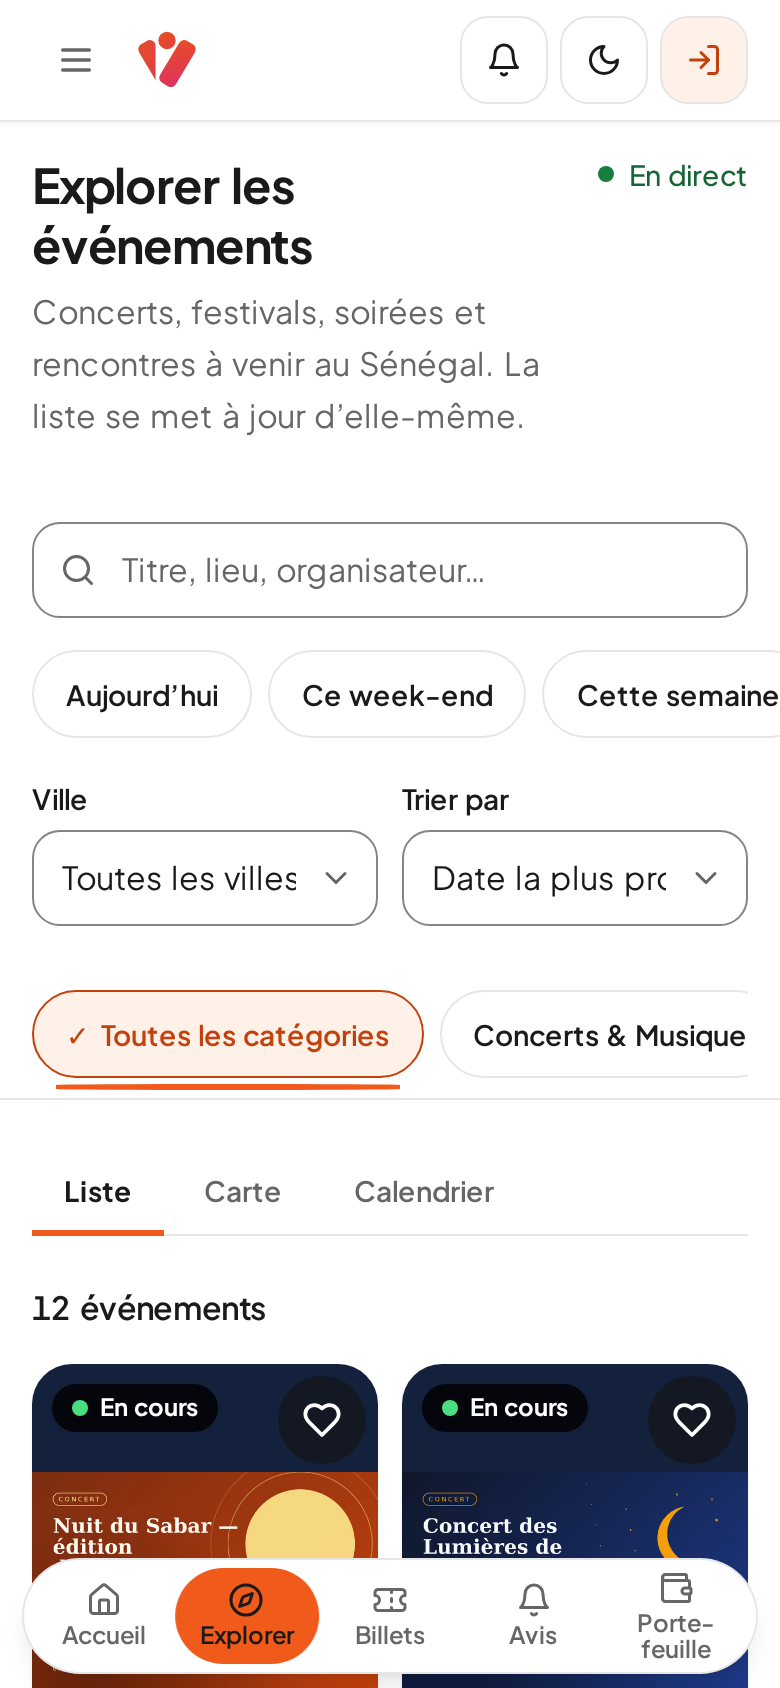 Explorer les
événements
En direct
Concerts, festivals, soirées et
rencontres à venir au Sénégal. La
liste se met à jour d’elle-même.
Titre, lieu, organisateur...
Aujourd’hui
Ce week-end
Cette semaine
Ville
Trier par
Toutes les villes
Date la plus pro
✓ Toutes les catégories
Concerts & Musique
Liste
Carte
Calendrier
12 événements
En cours
En cours
CONCERT
Nuit du Sabar —
édition
CONCERT
Concert des
Lumières de
Accueil
Explorer
Billets
Avis
Porte-
feuille